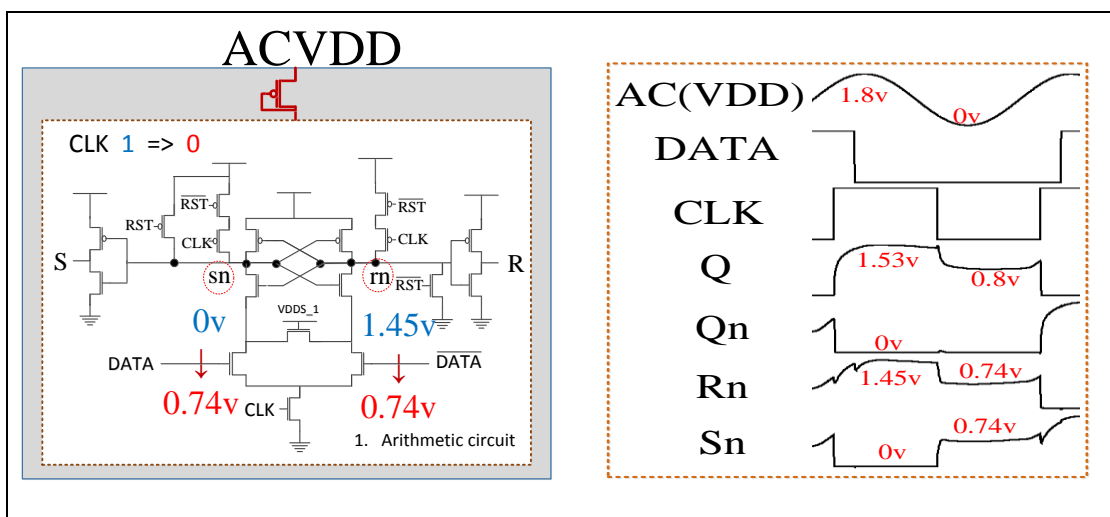 ACVDD
CLK 1 => 0
RST
RST
CLK
RST
CLK
RST
S
sn
rn
R
0v
VDDS_1
1.45v
DATA
DATA
0.74v
0.74v
CLK
1. Arithmetic circuit
AC(VDD)
1.8v
0v
DATA
CLK
Q
1.53v
0.8v
Qn
0v
Rn
1.45v
0.74v
Sn
0v
0.74v